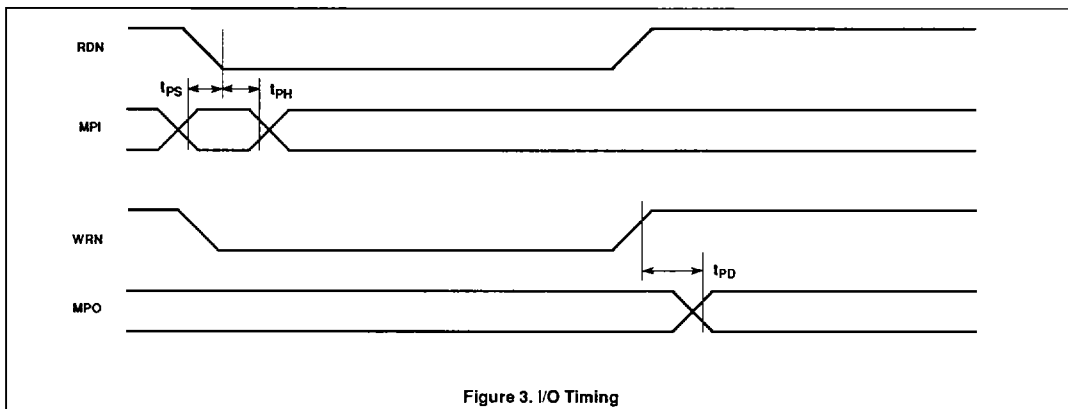 RDN
tPS
tPH
MPI
WRN
tPD
MPO
Figure 3. I/O Timing